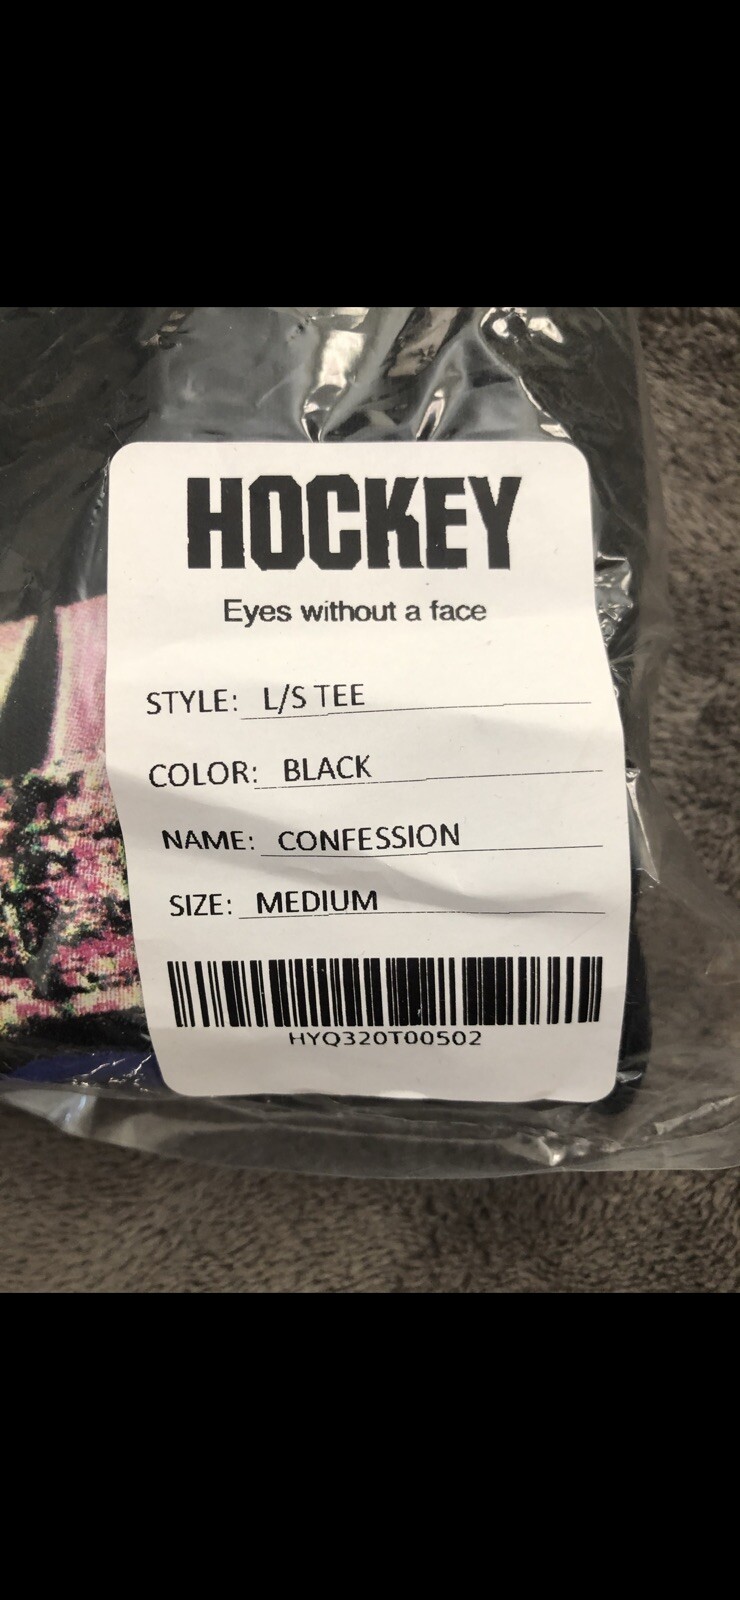 HOCKEY
Eyes without a face
STYLE: L/S TEE
COLOR: BLACK
NAME: CONFESSION
SIZE: MEDIUM
HYQ320T00502